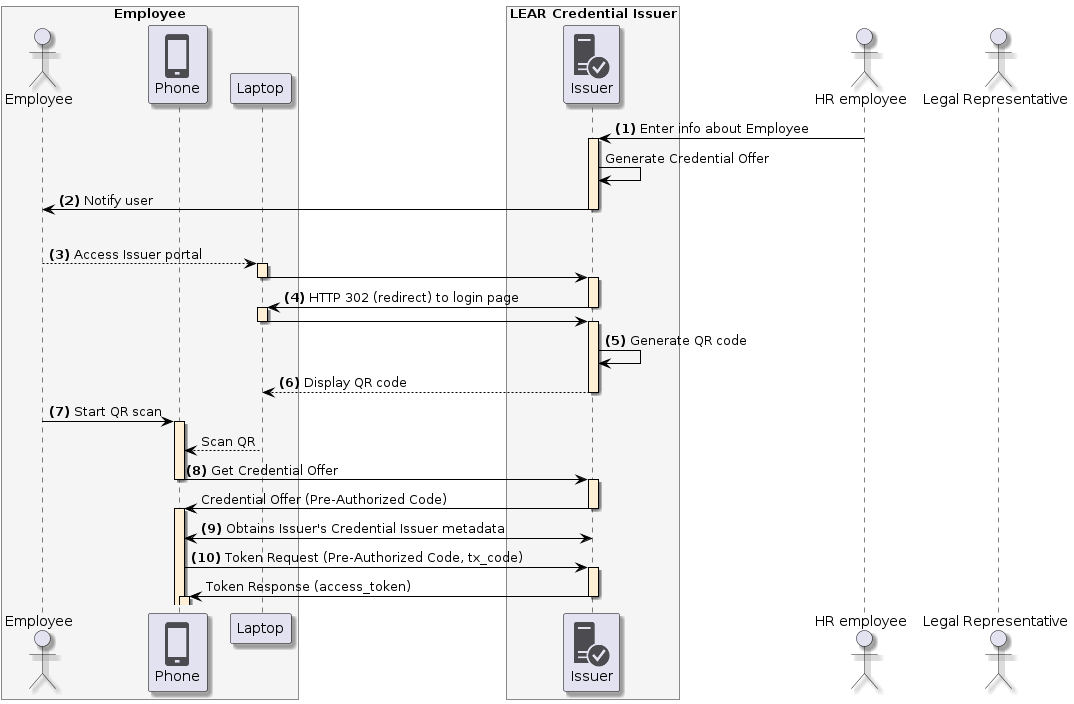 Employee
LEAR Credential Issuer
Employee
Phone
Laptop
Issuer
HR employee
Legal Representative
(1) Enter info about Employee
Generate Credential Offer
(2) Notify user
(3) Access Issuer portal
(4) HTTP 302 (redirect) to login page
(5) Generate QR code
(6) Display QR code
(7) Start QR scan
Scan QR
(8) Get Credential Offer
Credential Offer (Pre-Authorized Code)
(9) Obtains Issuer's Credential Issuer metadata
(10) Token Request (Pre-Authorized Code, tx_code)
Token Response (access_token)
Employee
Phone
Laptop
Issuer
HR employee
Legal Representative